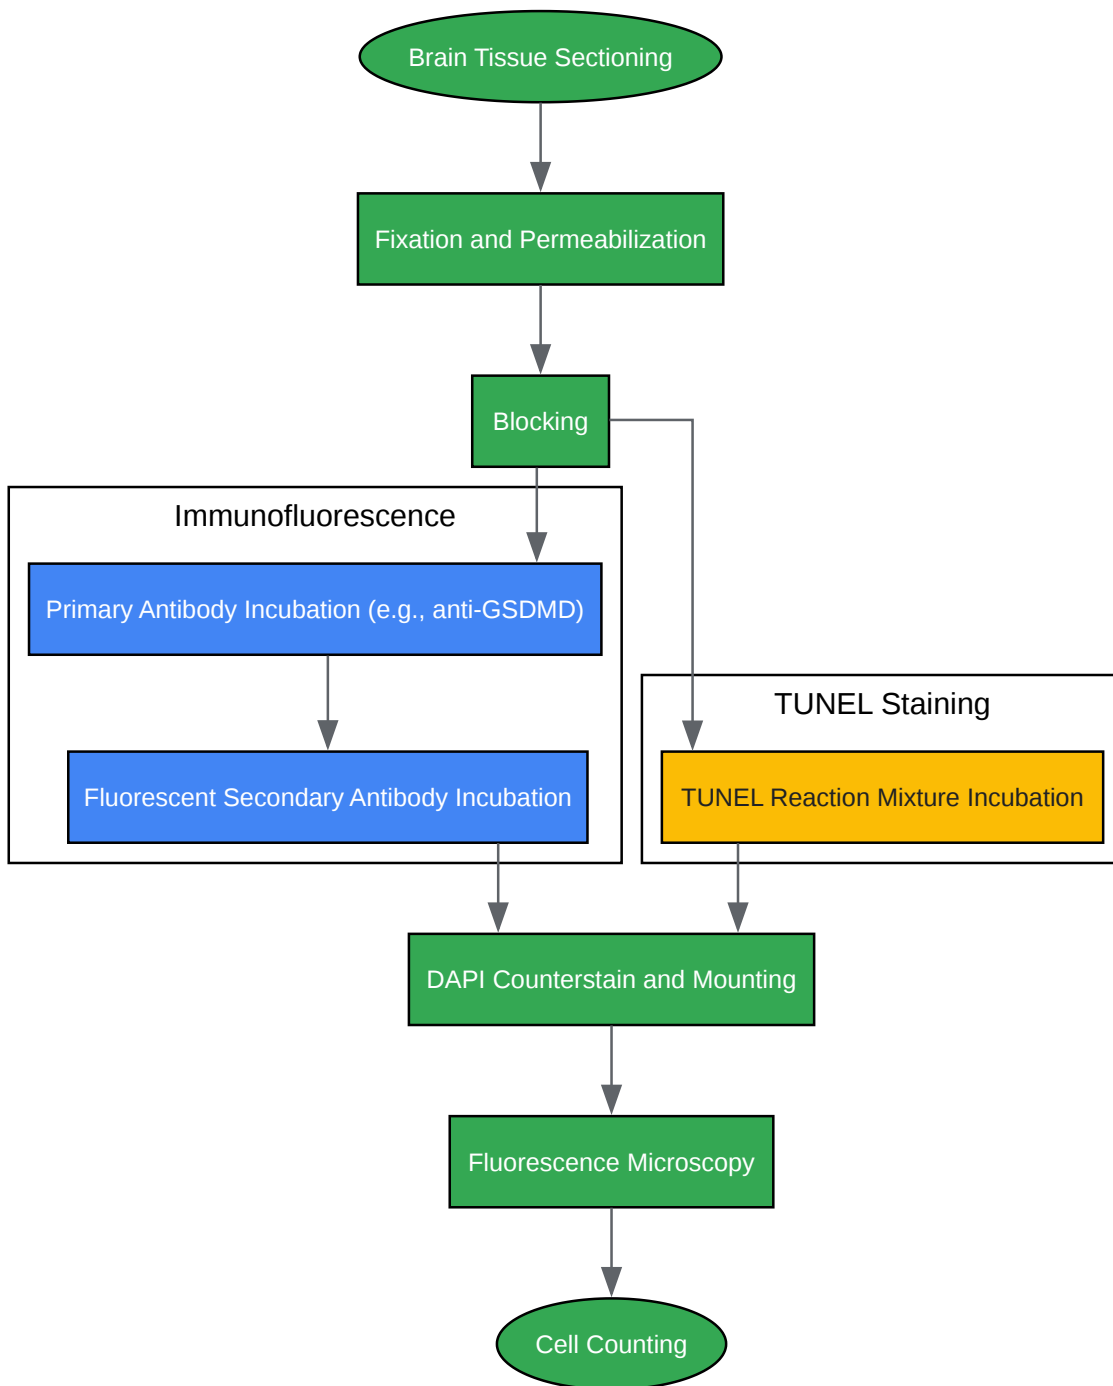 Brain Tissue Sectioning
Fixation and Permeabilization
Blocking
Immunofluorescence
Primary Antibody Incubation (e.g., anti-GSDMD)
Fluorescent Secondary Antibody Incubation
TUNEL Staining
TUNEL Reaction Mixture Incubation
DAPI Counterstain and Mounting
Fluorescence Microscopy
Cell Counting